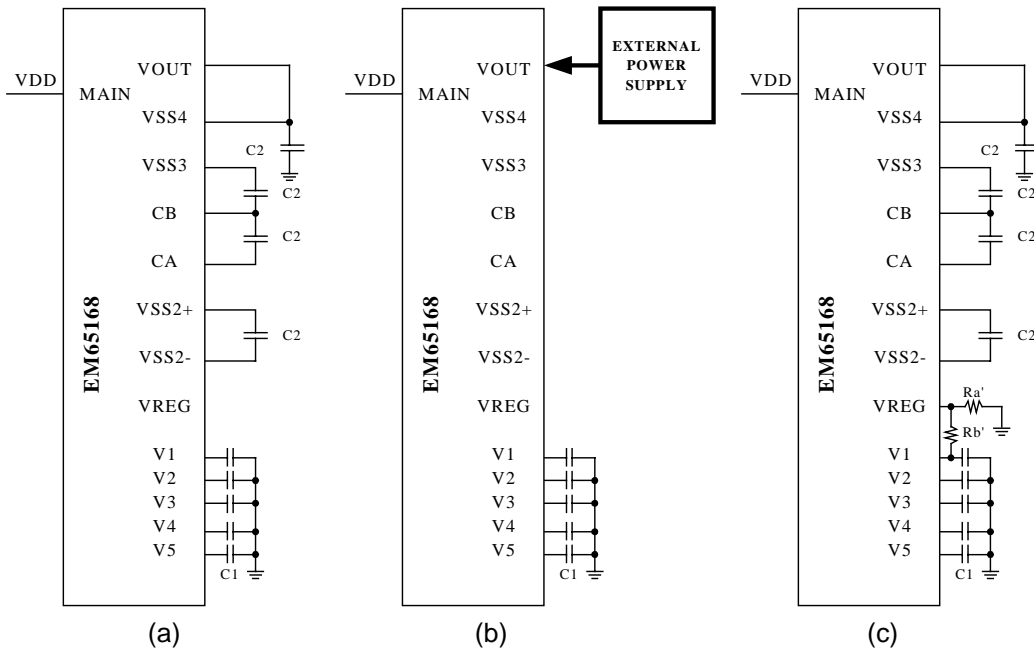 VDD
MAIN
EM65168
VOUT
VSS4
C2
VSS3
C2
CB
C2
CA
VSS2+
C2
VSS2-
VREG
V1
V2
V3
V4
V5
C1
(a)
VDD
MAIN
EM65168
VOUT
EXTERNAL
POWER
SUPPLY
VSS4
VSS3
CB
CA
VSS2+
VSS2-
VREG
V1
V2
V3
V4
V5
C1
(b)
VDD
MAIN
EM65168
VOUT
VSS4
C2
VSS3
C2
CB
C2
CA
VSS2+
C2
VSS2-
VREG
Ra'
Rb'
V1
V2
V3
V4
V5
C1
(c)